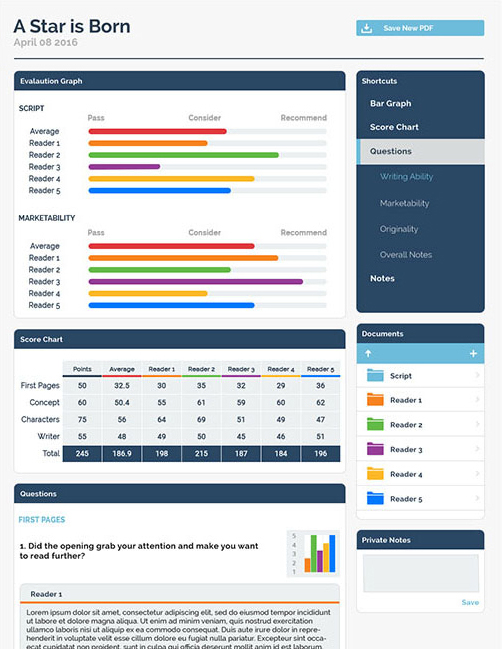 A Star is Born
April 08 2016
Save New PDF
Evalaution Graph
SCRIPT
Pass Consider Recommend
Average
Reader 1
Reader 2
Reader 3
Reader 4
Reader 5
MARKETABILITY
Pass Consider Recommend
Average
Reader 1
Reader 2
Reader 3
Reader 4
Reader 5
Score Chart
Points Average Reader 1 Reader 2 Reader 3 Reader 4 Reader 5
First Pages 50 32.5 30 35 32 29 36
Concept 60 50.4 55 61 59 60 62
Characters 75 56 64 69 51 49 47
Writer 55 48 49 50 45 46 51
Total 245 186.9 198 215 187 184 196
Questions
FIRST PAGES
1. Did the opening grab your attention and make you want
to read further?
5
4
3
2
1
Reader 1
Lorem ipsum dolor sit amet, consectetur adipiscing elit, sed do eiusmod tempor incididunt
ut labore et dolore magna aliqua. Ut enim ad minim veniam, quis nostrud exercitation
ullamco laboris nisi ut aliquip ex ea commodo consequat. Duis aute irure dolor in repre-
henderit in voluptate velit esse cillum dolore eu fugiat nulla pariatur. Excepteur sint occa-
ecat cupidatat non proident, sunt in culpa qui officia deserunt mollit anim id est laborum.
Shortcuts
Bar Graph
Score Chart
Questions
Writing Ability
Marketability
Originality
Overall Notes
Notes
Documents
Script
Reader 1
Reader 2
Reader 3
Reader 4
Reader 5
Private Notes
Save